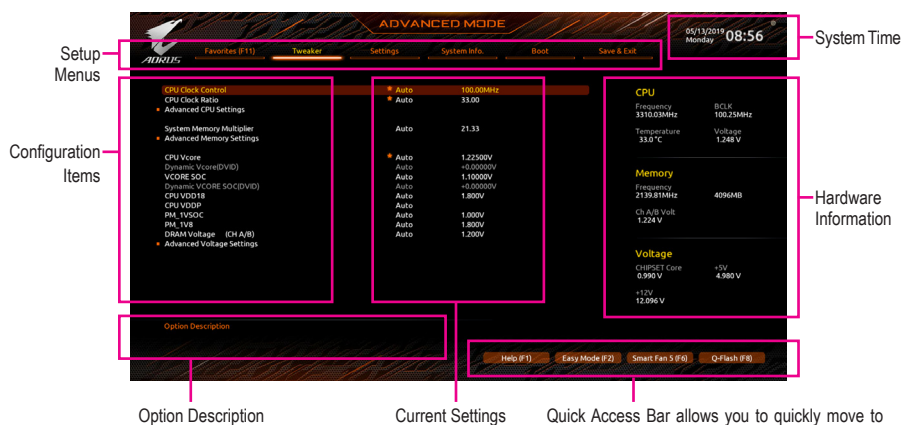 ADVANCED MODE
05/13/2019 Monday 08:56
System Time
Setup Menus
AORUS
Favorites (F11) Tweaker Settings System Info. Boot Save & Exit
CPU Clock Control * Auto 100.00MHz
CPU Clock Ratio * Auto 33.00
Advanced CPU Settings
System Memory Multiplier Auto 21.33
Advanced Memory Settings
Configuration Items
CPU Vcore * Auto 1.22500V
Dynamic Vcore(DVID) Auto +0.00000V
VCORE SOC Auto 1.10000V
Dynamic VCORE SOC(DVID) Auto +0.00000V
CPU VDD18 Auto 1.800V
CPU VDDP Auto
PM_1VSOC Auto 1.000V
PM_1V8 Auto 1.800V
DRAM Voltage (CH A/B) Auto 1.200V
Advanced Voltage Settings
CPU
Frequency BCLK
3310.03MHz 100.25MHz
Temperature Voltage
33.0 °C 1.248 V
Memory
Frequency
2139.81MHz 4096MB
Ch A/B Volt
1.224 V
Hardware Information
Voltage
CHIPSET Core +5V
0.990 V 4.980 V
+12V
12.096 V
Option Description
Help (F1) Easy Mode (F2) Smart Fan 5 (F6) Q-Flash (F8)
Option Description
Current Settings
Quick Access Bar allows you to quickly move to